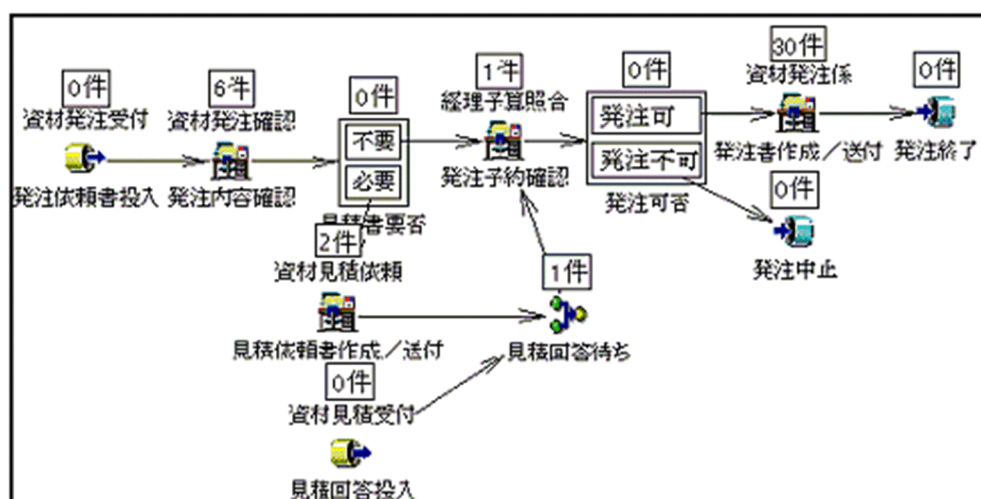 0件
資材発注受付
発注依頼書投入
6件
資材発注確認
発注内容確認
0件
不要
必要
見積書要否
2件
資材見積依頼
見積依頼書作成／送付
0件
資材見積受付
見積回答投入
1件
見積回答待ち
1件
経理予算照合
発注予約確認
0件
発注可
発注不可
発注可否
30件
資材発注係
発注書作成／送付
0件
発注終了
0件
発注中止